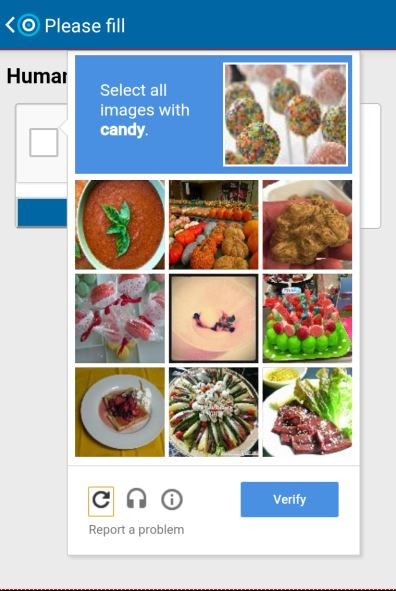 Please fill
Human
Select all
images with
candy.
Verify
Report a problem